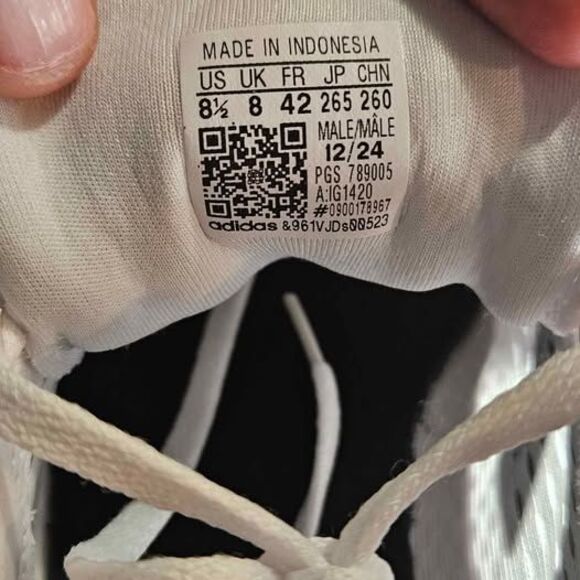 MADE IN INDONESIA
US UK FR JP CHN
8½ 8 42 265 260
MALE/MÂLE
12/24
PGS 789005
A:IG1420
#0900178967
adidas &961VJDs00523